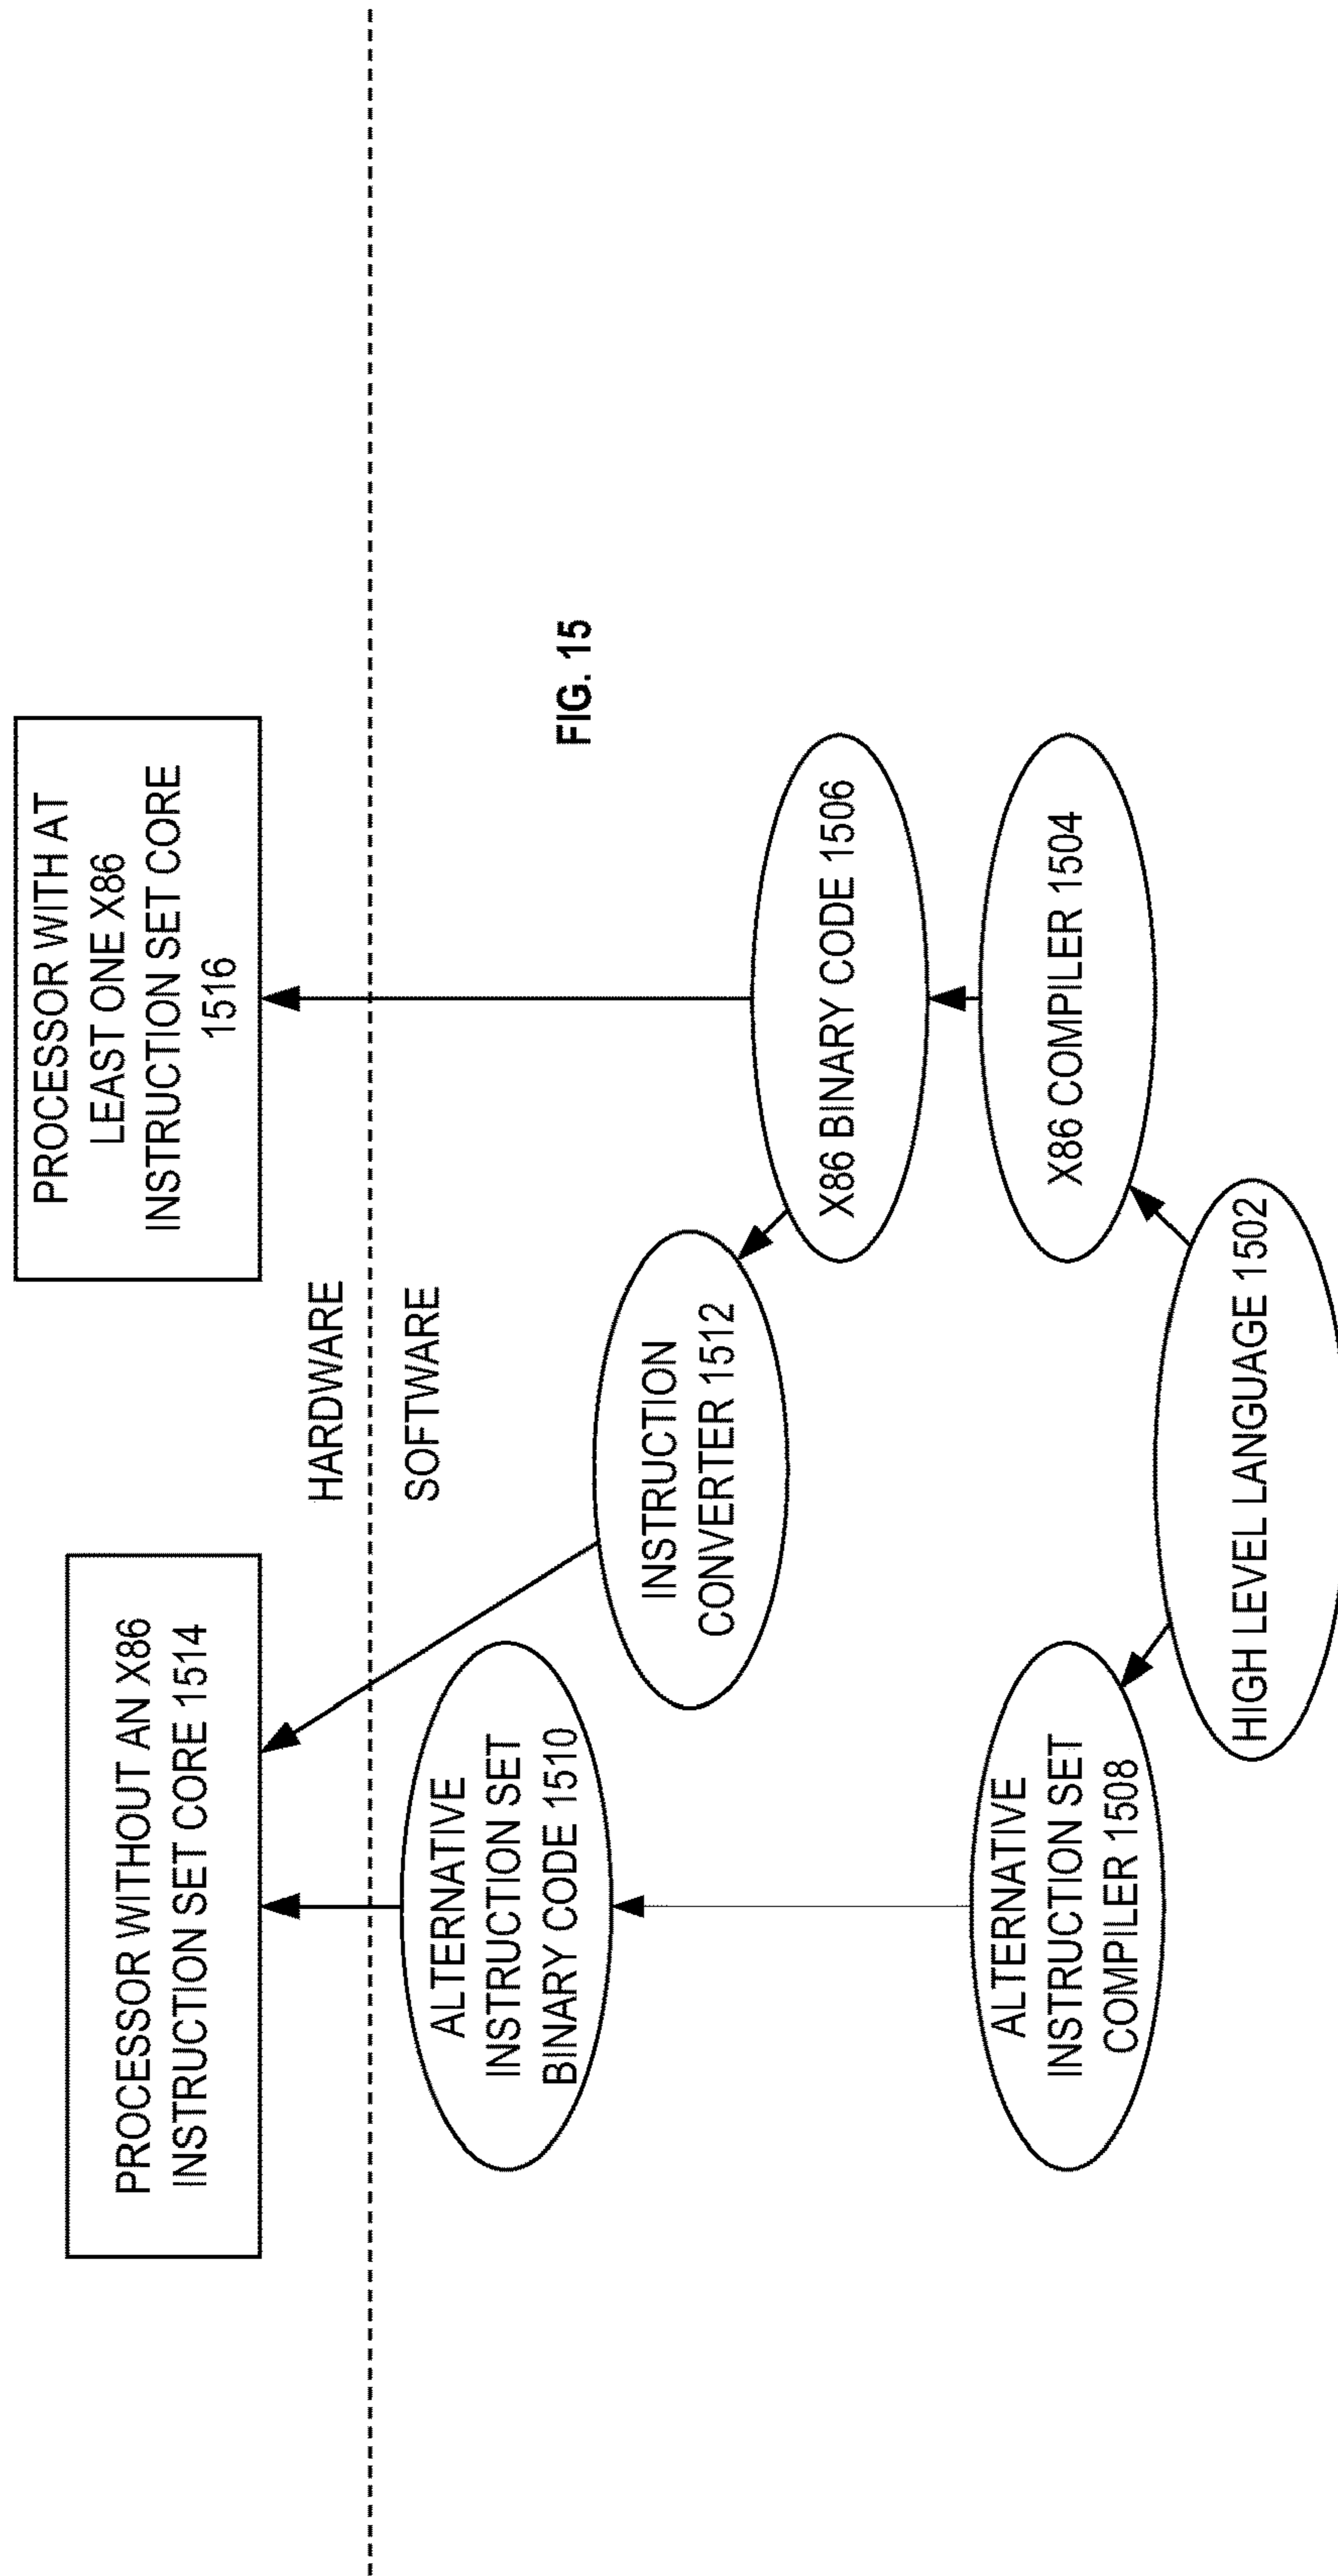 PROCESSOR WITHOUT AN X86
INSTRUCTION SET CORE 1514
PROCESSOR WITH AT
LEAST ONE X86
INSTRUCTION SET CORE
1516
HARDWARE
SOFTWARE
ALTERNATIVE
INSTRUCTION SET
BINARY CODE 1510
FIG. 15
INSTRUCTION
CONVERTER 1512
X86 BINARY CODE 1506
ALTERNATIVE
INSTRUCTION SET
COMPILER 1508
X86 COMPILER 1504
HIGH LEVEL LANGUAGE 1502